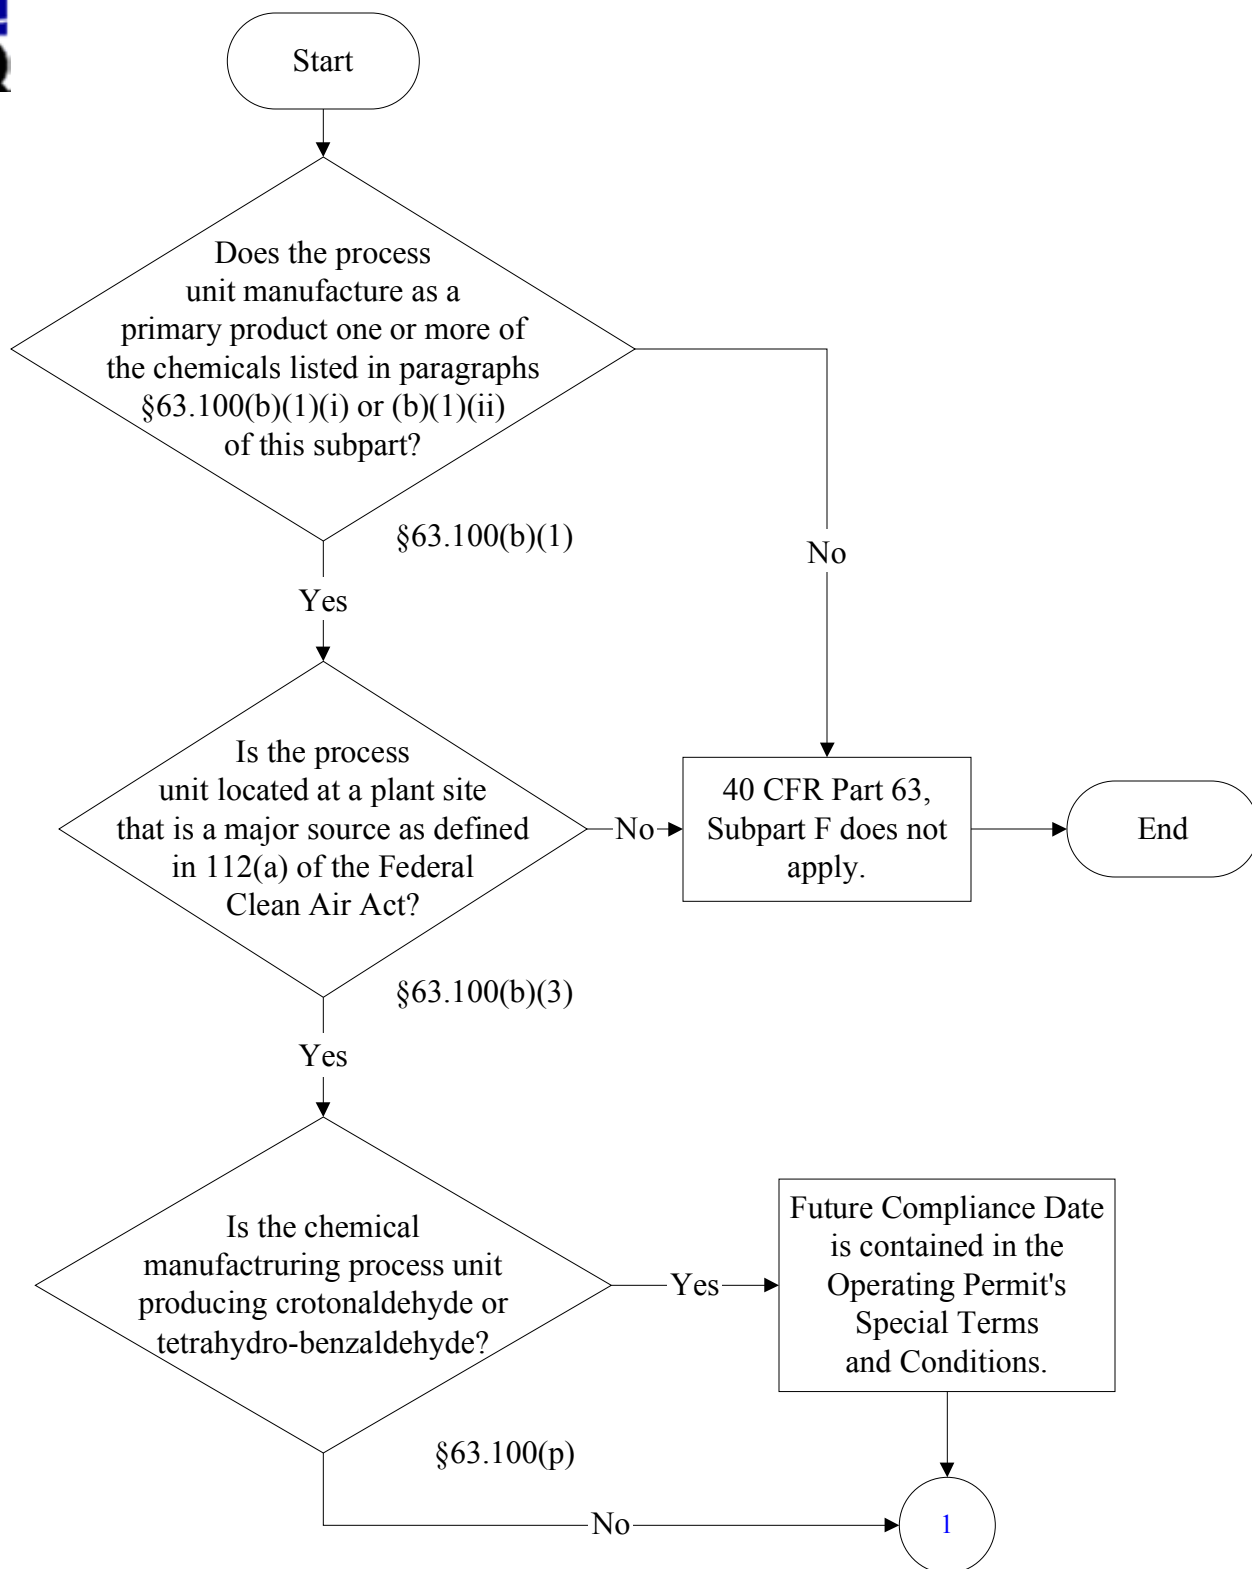 Start
Does the process
unit manufacture as a
primary product one or more of
the chemicals listed in paragraphs
§63.100(b)(1)(i) or (b)(1)(ii)
of this subpart?
§63.100(b)(1)
No
Yes
Is the process
unit located at a plant site
that is a major source as defined
in 112(a) of the Federal
Clean Air Act?
No
40 CFR Part 63,
Subpart F does not
apply.
End
§63.100(b)(3)
Yes
Is the chemical
manufactruring process unit
producing crotonaldehyde or
tetrahydro-benzaldehyde?
Yes
Future Compliance Date
is contained in the
Operating Permit's
Special Terms
and Conditions.
§63.100(p)
No
1